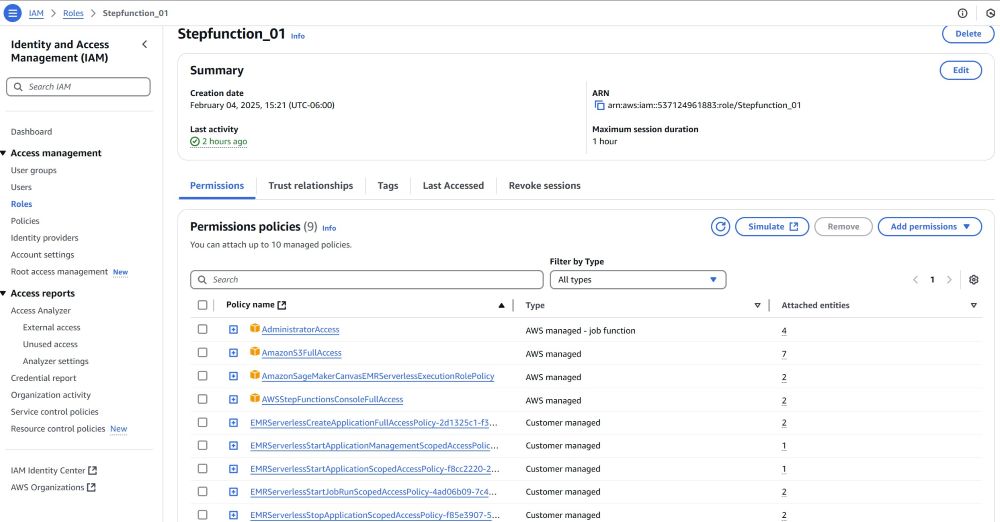 IAM > Roles > Stepfunction_01
Identity and Access Management (IAM)
Search IAM
Dashboard
Access management
User groups
Users
Roles
Policies
Identity providers
Account settings
Root access management New
Access reports
Access Analyzer
External access
Unused access
Analyzer settings
Credential report
Organization activity
Service control policies
Resource control policies New
IAM Identity Center
AWS Organizations
Stepfunction_01 Info
Delete
Summary
Edit
Creation date
February 04, 2025, 15:21 (UTC-06:00)
ARN
arn:aws:iam::537124961883:role/Stepfunction_01
Last activity
2 hours ago
Maximum session duration
1 hour
Permissions
Trust relationships
Tags
Last Accessed
Revoke sessions
Permissions policies (9) Info
Simulate
Remove
Add permissions
You can attach up to 10 managed policies.
Filter by Type
Search
All types
1
Policy name
Type
Attached entities
AdministratorAccess AWS managed - job function 4
AmazonS3FullAccess AWS managed 7
AmazonSageMakerCanvasEMRServerlessExecutionRolePolicy AWS managed 2
AWSStepFunctionsConsoleFullAccess AWS managed 2
EMRServerlessCreateApplicationFullAccessPolicy-2d1325c1-f3... Customer managed 2
EMRServerlessStartApplicationManagementScopedAccessPolic... Customer managed 1
EMRServerlessStartApplicationScopedAccessPolicy-f8cc2220-2... Customer managed 1
EMRServerlessStartJobRunScopedAccessPolicy-4ad06b09-7c4... Customer managed 2
EMRServerlessStopApplicationScopedAccessPolicy-f85e3907-5... Customer managed 2